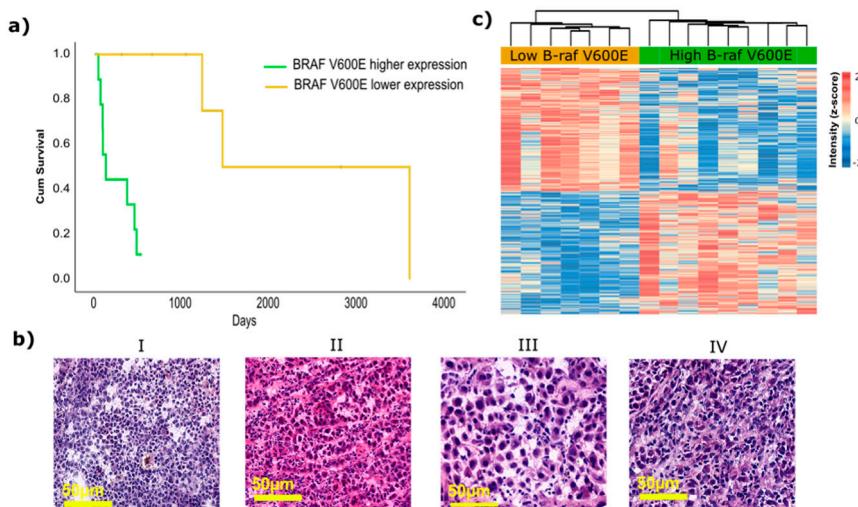 a)
1.0
0.8
0.6
0.4
0.2
0.0
Cum Survival
BRAF V600E higher expression
BRAF V600E lower expression
0
1000
2000
3000
4000
Days
c)
Low B-raf V600E
High B-raf V600E
2
0
Intensity (z-score)
b)
I
II
III
IV
50µm
50µm
50µm
50µm